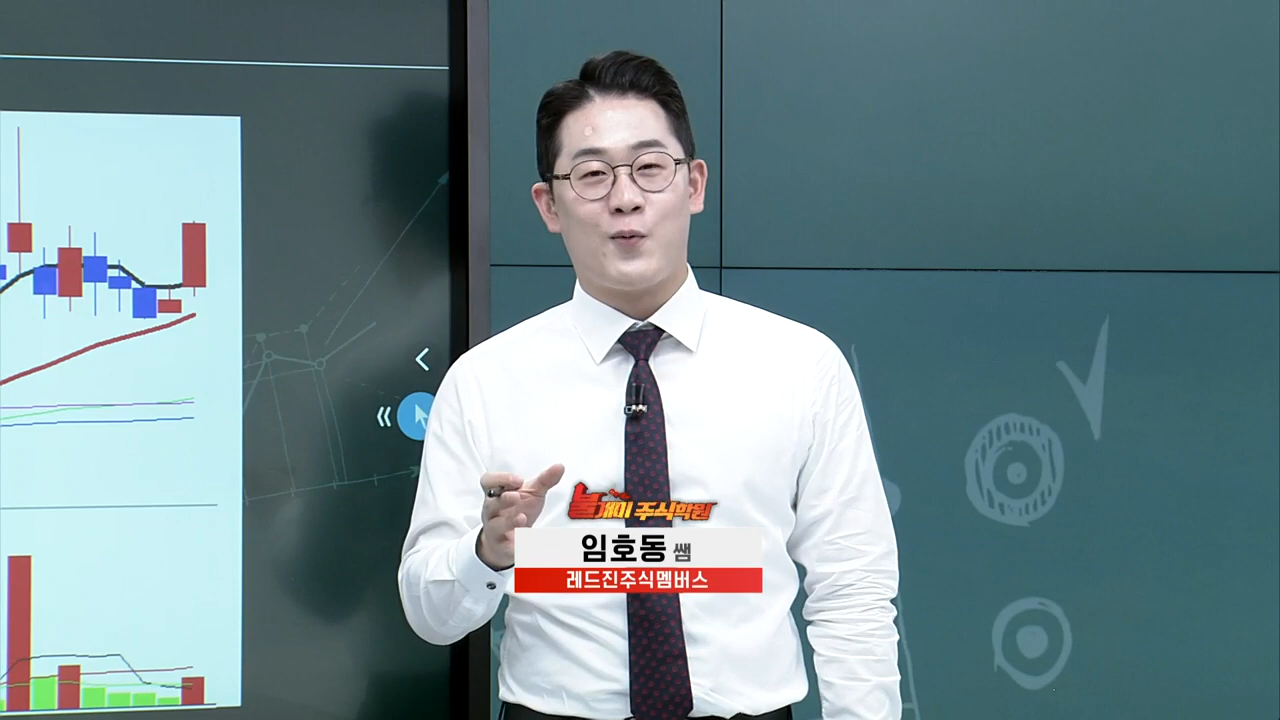 불개미 주식학원
임호동 쌤
레드진주식멤버스